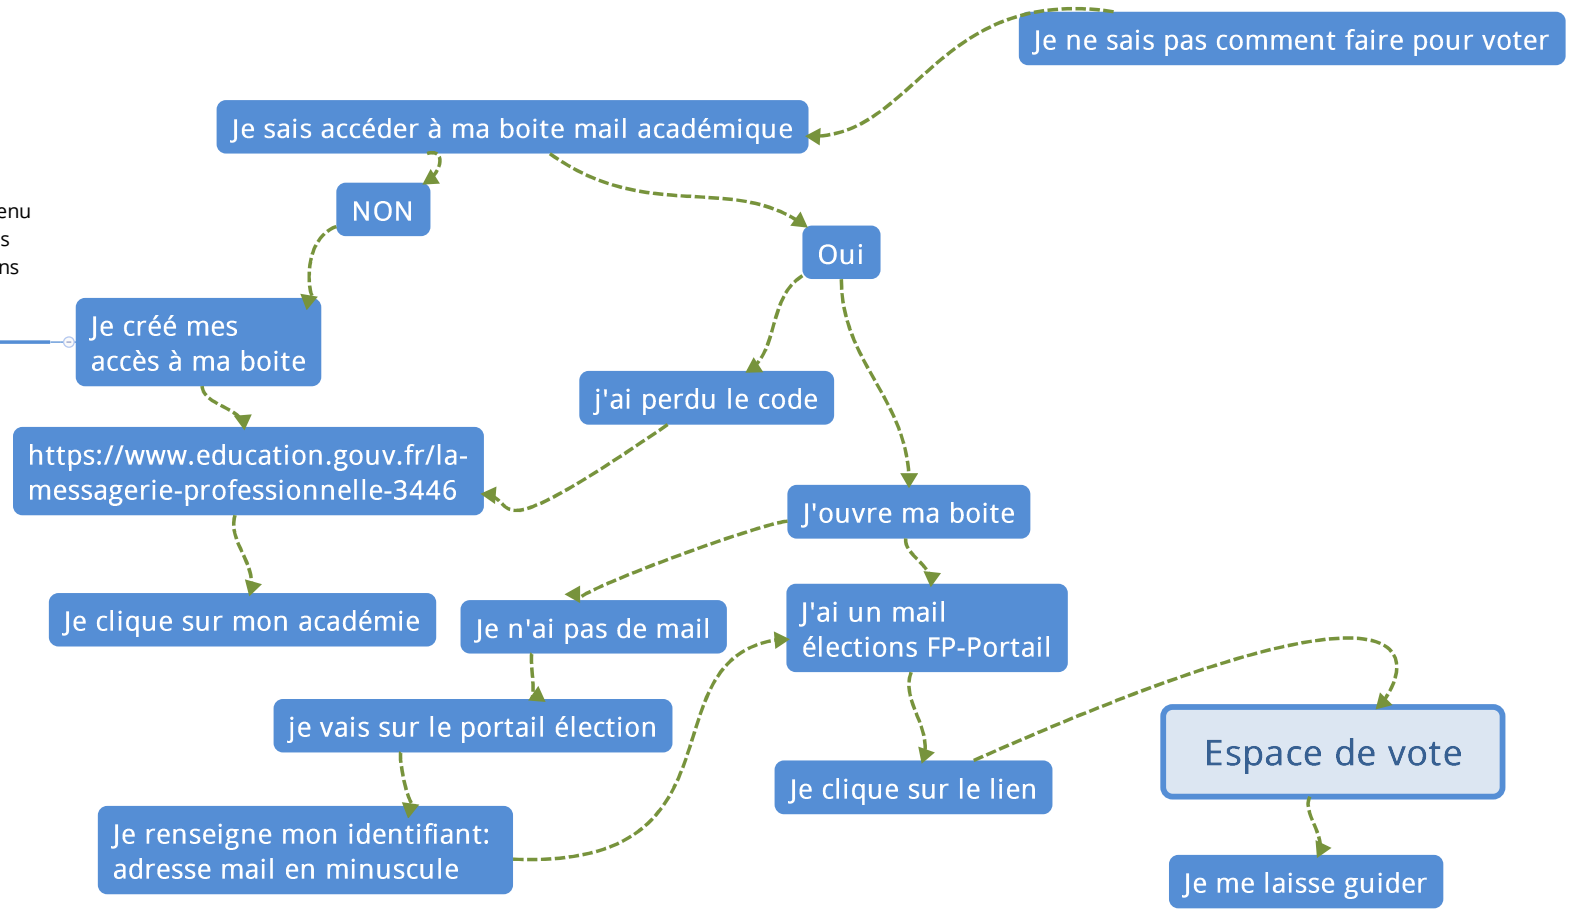 Je ne sais pas comment faire pour voter
Je sais accéder à ma boite mail académique
NON
Oui
Je créé mes
accès à ma boite
j'ai perdu le code
https://www.education.gouv.fr/la-
messagerie-professionnelle-3446
J'ouvre ma boite
Je clique sur mon académie
Je n'ai pas de mail
J'ai un mail
élections FP-Portail
je vais sur le portail élection
Espace de vote
Je clique sur le lien
Je renseigne mon identifiant:
adresse mail en minuscule
Je me laisse guider